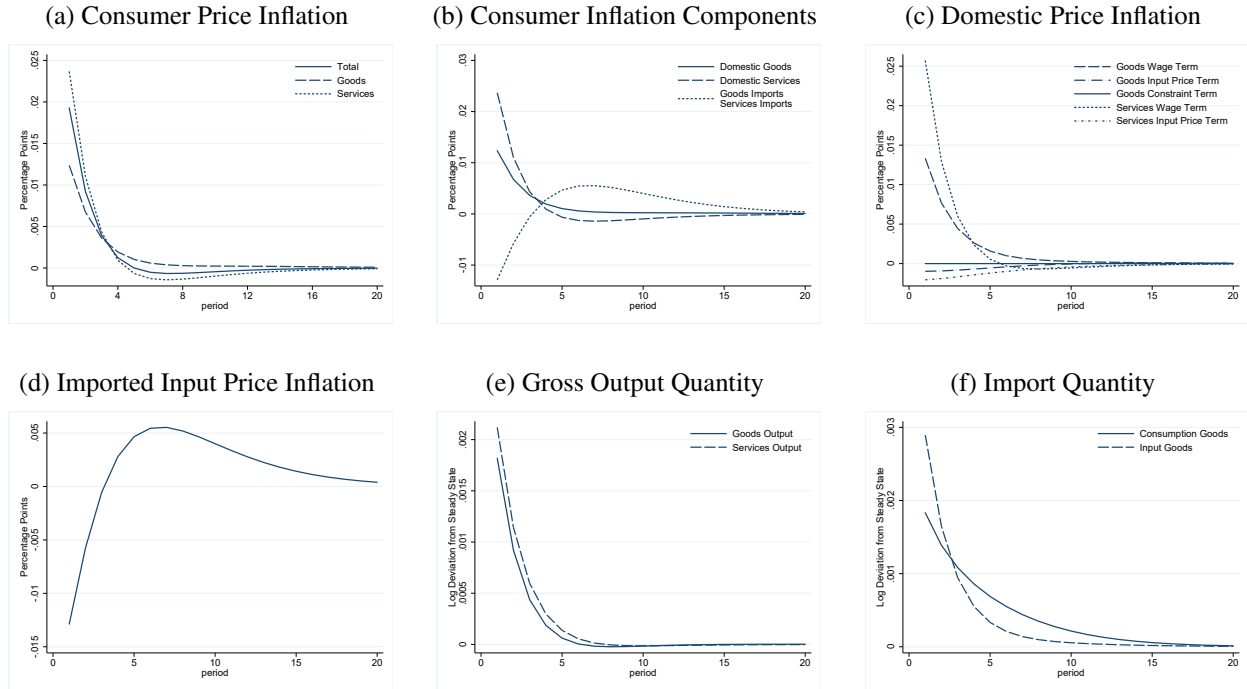 (a) Consumer Price Inflation
Percentage Points
.025
.02
.015
.01
.005
0
Total
Goods
Services
0 4 8 12 16 20
period
(b) Consumer Inflation Components
Percentage Points
.03
.02
.01
0
-.01
Domestic Goods
Domestic Services
Goods Imports
Services Imports
0 5 10 15 20
period
(c) Domestic Price Inflation
Percentage Points
.025
.02
.015
.01
.005
0
Goods Wage Term
Goods Input Price Term
Goods Constraint Term
Services Wage Term
Services Input Price Term
0 5 10 15 20
period
(d) Imported Input Price Inflation
Percentage Points
.005
0
-.005
-.01
-.015
0 5 10 15 20
period
(e) Gross Output Quantity
Log Deviation from Steady State
.002
.0015
.001
.0005
0
Goods Output
Services Output
0 5 10 15 20
period
(f) Import Quantity
Log Deviation from Steady State
.003
.002
.001
0
Consumption Goods
Input Goods
0 5 10 15 20
period